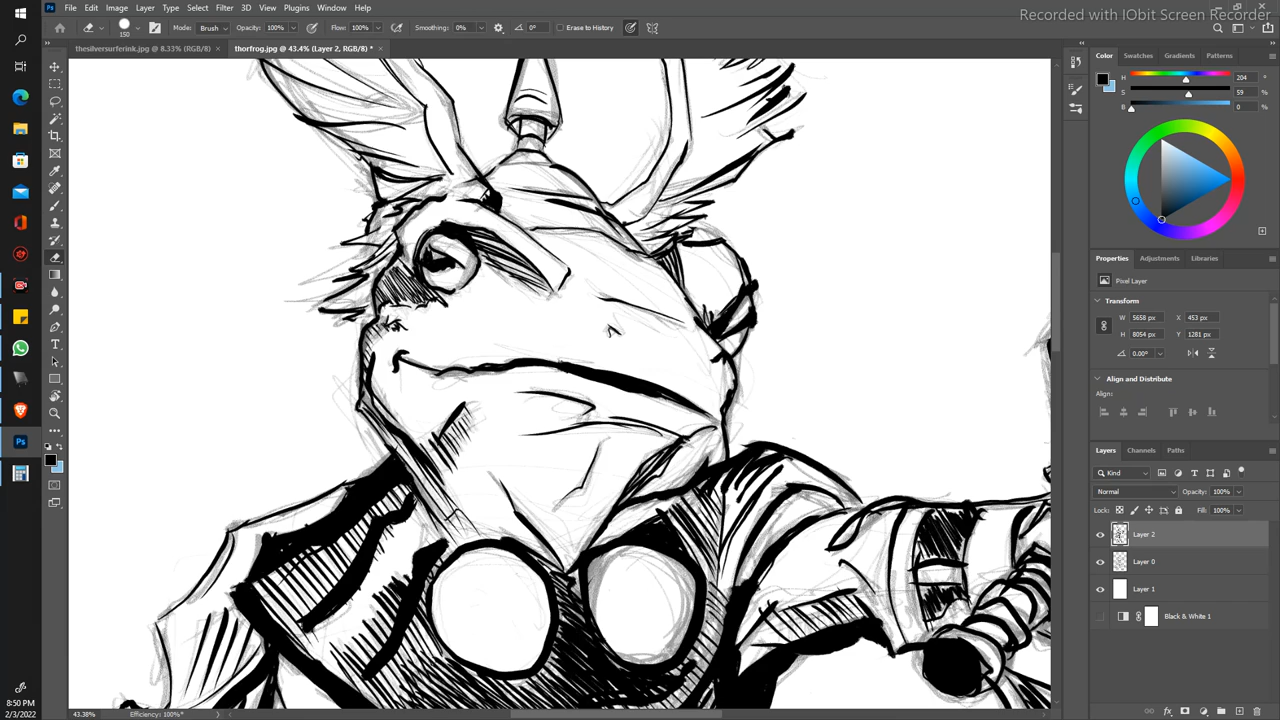 File Edit Image Layer Type Select Filter 3D View Plugins Window Help
Recorded with IObit Screen Recorder
150 Mode: Brush Opacity: 100% Flow: 100% Smoothing: 0% 0° Erase to History
thesilversurferink.jpg @ 8.33% (RGB/8) × thorfrog.jpg @ 43.4% (Layer 2, RGB/8) * ×
Color Swatches Gradients Patterns
H 204 °
S 59 %
B 0 %
Properties Adjustments Libraries
Pixel Layer
Transform
W 5658 px X 453 px
H 8054 px Y 1281 px
0.00°
Align and Distribute
Align:
Layers Channels Paths
Kind
Normal Opacity: 100%
Lock: Fill: 100%
Layer 2
Layer 0
Layer 1
Black & White 1
8:50 PM
2/3/2022
43.38% Efficiency: 100%*